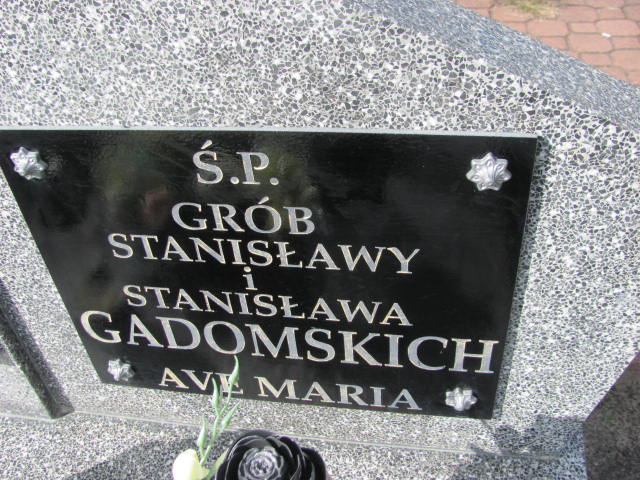 Ś.P.
GRÓB
STANISŁAWY
i
STANISŁAWA
GADOMSKICH
AVE MARIA